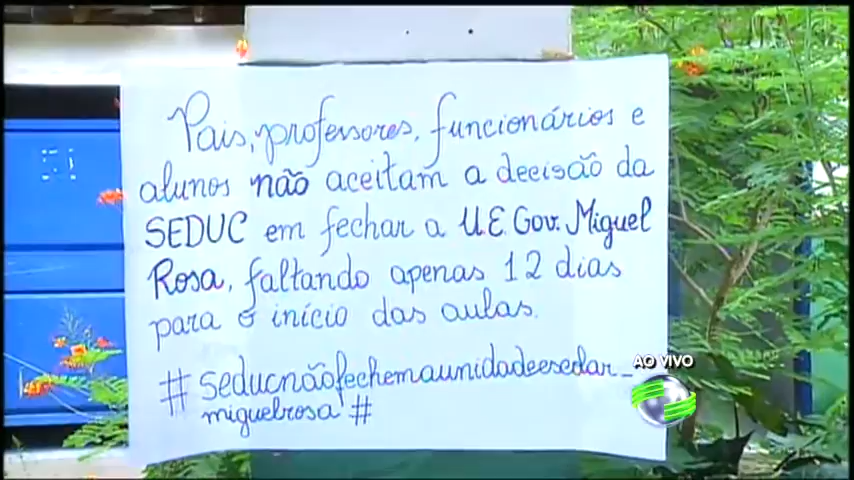 Pais, professores, funcionários e
alunos não aceitam a decisão da
SEDUC em fechar a U.E. Gov. Miguel
Rosa, faltando apenas 12 dias
para o início das aulas.
#seducnãofechemaunidadeescolar_
miguelrosa#
AO VIVO